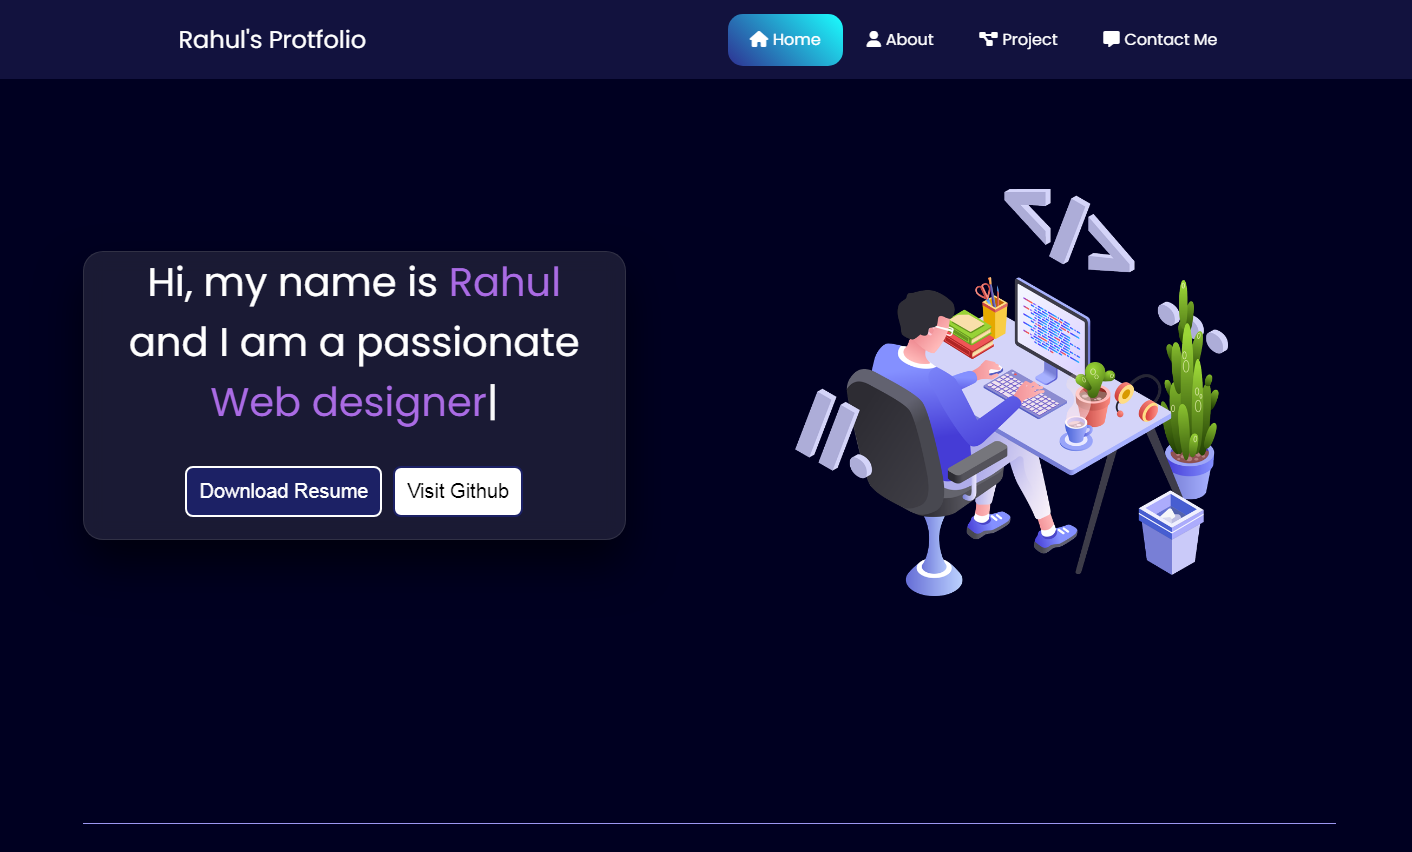 Rahul's Protfolio
Home
About
Project
Contact Me
Hi, my name is Rahul
and I am a passionate
Web designer|
Download Resume
Visit Github